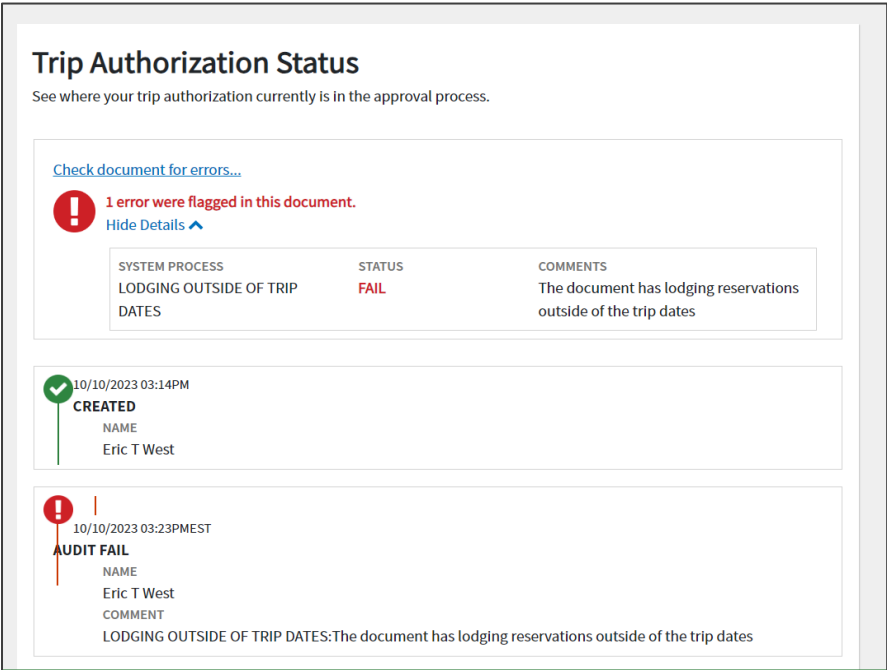 Trip Authorization Status
See where your trip authorization currently is in the approval process.
Check document for errors...
1 error were flagged in this document.
Hide Details
SYSTEM PROCESS STATUS COMMENTS
LODGING OUTSIDE OF TRIP FAIL The document has lodging reservations
DATES outside of the trip dates
10/10/2023 03:14PM
CREATED
NAME
Eric T West
10/10/2023 03:23PMEST
AUDIT FAIL
NAME
Eric T West
COMMENT
LODGING OUTSIDE OF TRIP DATES:The document has lodging reservations outside of the trip dates